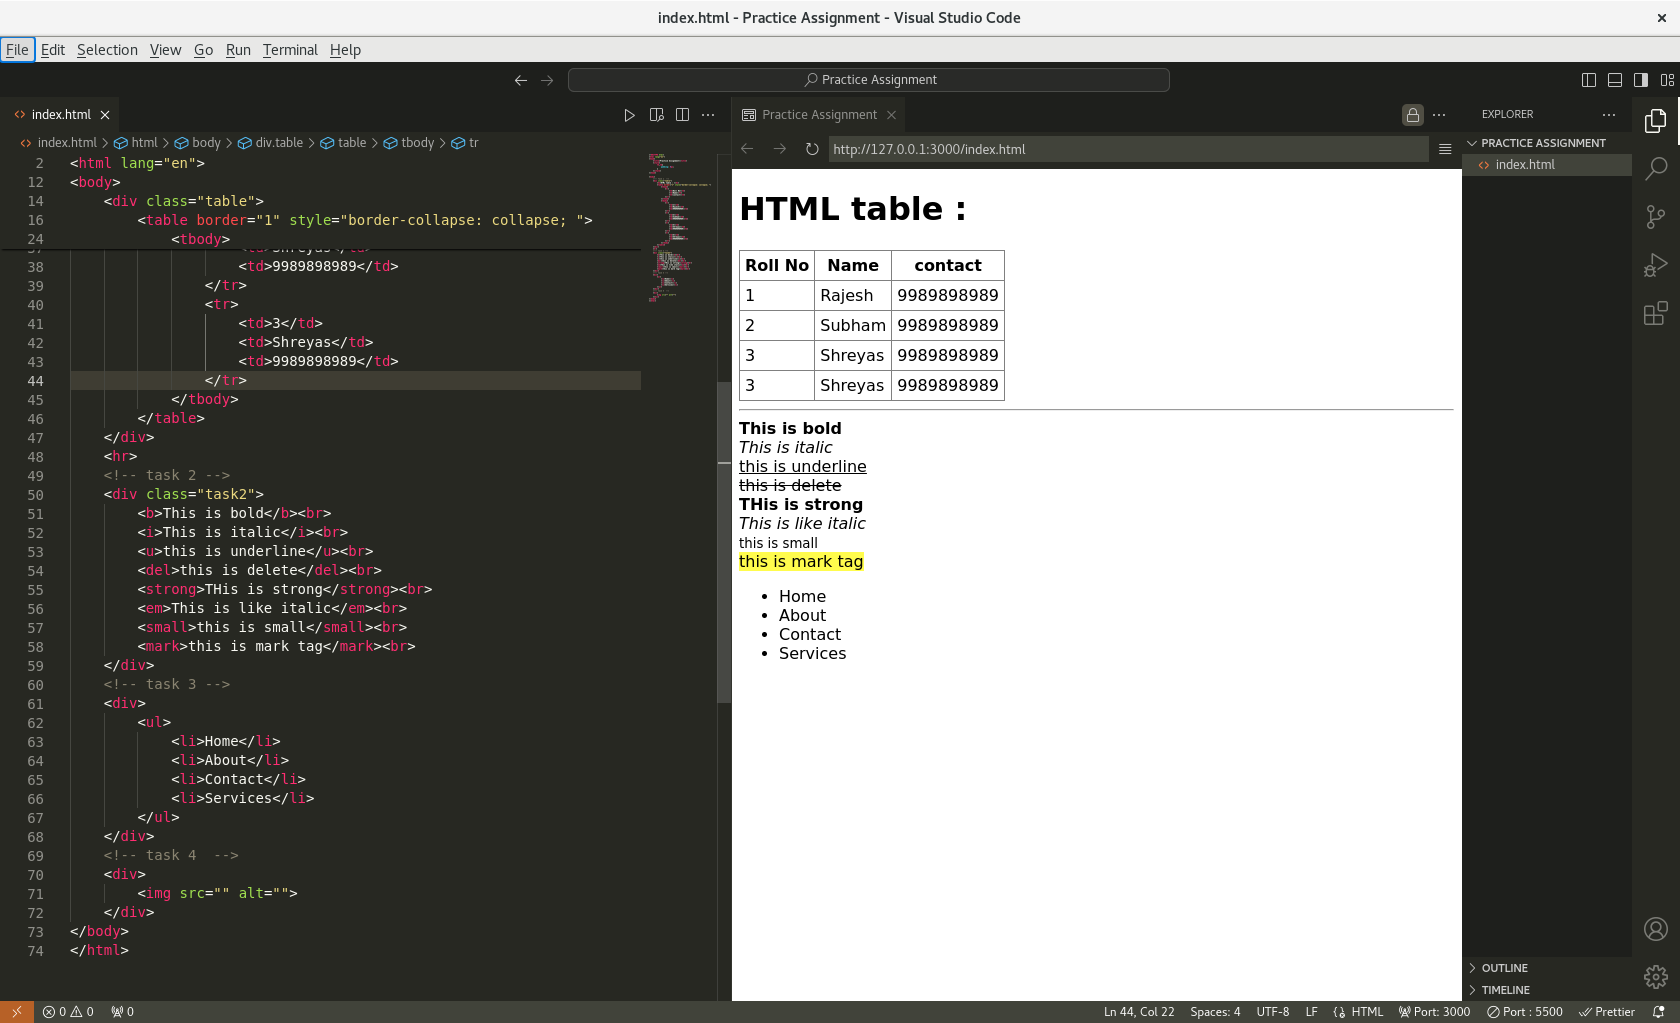 index.html - Practice Assignment - Visual Studio Code
File Edit Selection View Go Run Terminal Help
Practice Assignment
index.html
index.html > html > body > div.table > table > tbody > tr
2 <html lang="en">
12 <body>
14 <div class="table">
16 <table border="1" style="border-collapse: collapse; ">
24 <tbody>
38 <td>9989898989</td>
39 </tr>
40 <tr>
41 <td>3</td>
42 <td>Shreyas</td>
43 <td>9989898989</td>
44 </tr>
45 </tbody>
46 </table>
47 </div>
48 <hr>
49 <!-- task 2 -->
50 <div class="task2">
51 <b>This is bold</b><br>
52 <i>This is italic</i><br>
53 <u>this is underline</u><br>
54 <del>this is delete</del><br>
55 <strong>THis is strong</strong><br>
56 <em>This is like italic</em><br>
57 <small>this is small</small><br>
58 <mark>this is mark tag</mark><br>
59 </div>
60 <!-- task 3 -->
61 <div>
62 <ul>
63 <li>Home</li>
64 <li>About</li>
65 <li>Contact</li>
66 <li>Services</li>
67 </ul>
68 </div>
69 <!-- task 4  -->
70 <div>
71 <img src="" alt="">
72 </div>
73 </body>
74 </html>
Practice Assignment
http://127.0.0.1:3000/index.html
HTML table :
Roll No Name contact
1 Rajesh 9989898989
2 Subham 9989898989
3 Shreyas 9989898989
3 Shreyas 9989898989
This is bold
This is italic
this is underline
this is delete
THis is strong
This is like italic
this is small
this is mark tag
• Home
• About
• Contact
• Services
EXPLORER
PRACTICE ASSIGNMENT
index.html
OUTLINE
TIMELINE
0 0 0 Ln 44, Col 22 Spaces: 4 UTF-8 LF HTML Port: 3000 Port : 5500 Prettier